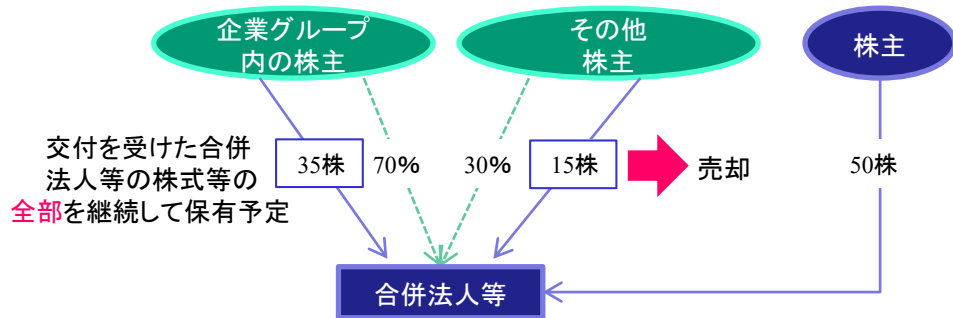 企業グループ
内の株主
その他
株主
株主
交付を受けた合併
法人等の株式等の
全部を継続して保有予定
35株
70%
30%
15株
売却
50株
合併法人等